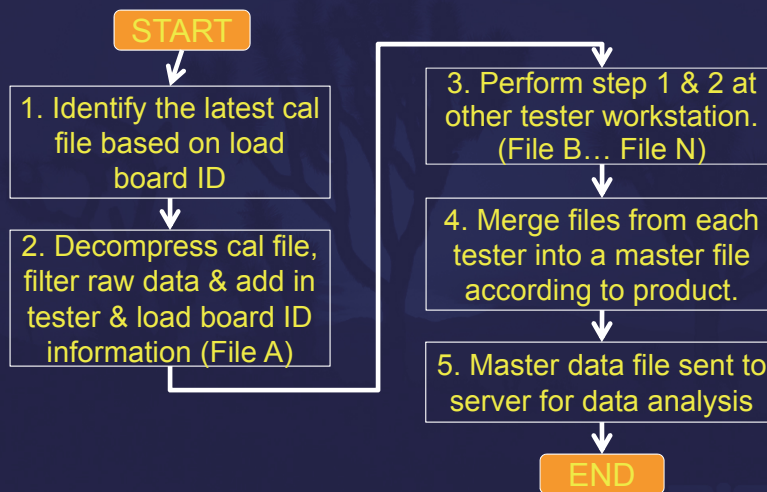 START
1. Identify the latest cal
file based on load
board ID
2. Decompress cal file,
filter raw data & add in
tester & load board ID
information (File A)
3. Perform step 1 & 2 at
other tester workstation.
(File B… File N)
4. Merge files from each
tester into a master file
according to product.
5. Master data file sent to
server for data analysis
END